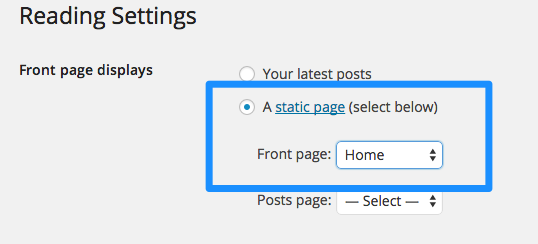 Reading Settings
Front page displays
Your latest posts
A static page (select below)
Front page: Home
Posts page: — Select —